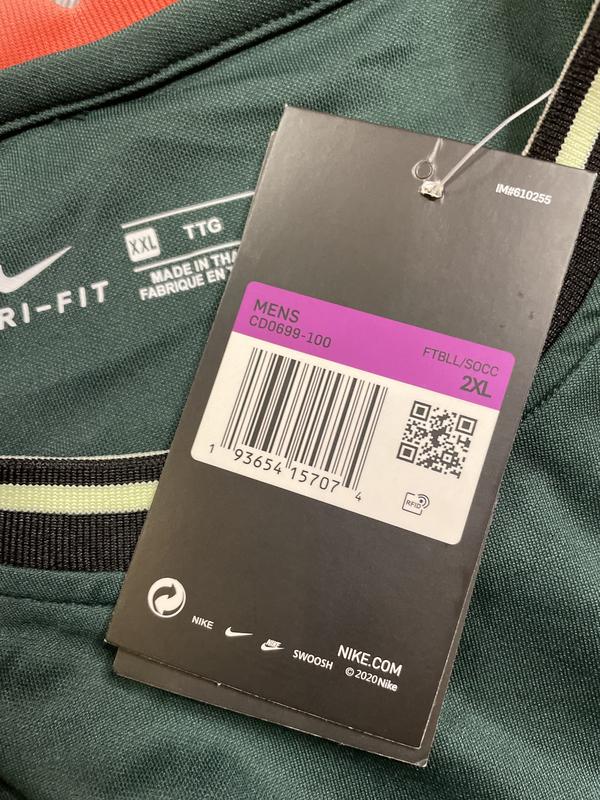 IM#610255
XXL TTG
MADE IN THA
FABRIQUE EN T
RI-FIT
MENS
CD0699-100
FTBLL/SOCC
2XL
1 93654 15707 4
RFID
NIKE
NIKE
SWOOSH
NIKE.COM
© 2020 Nike